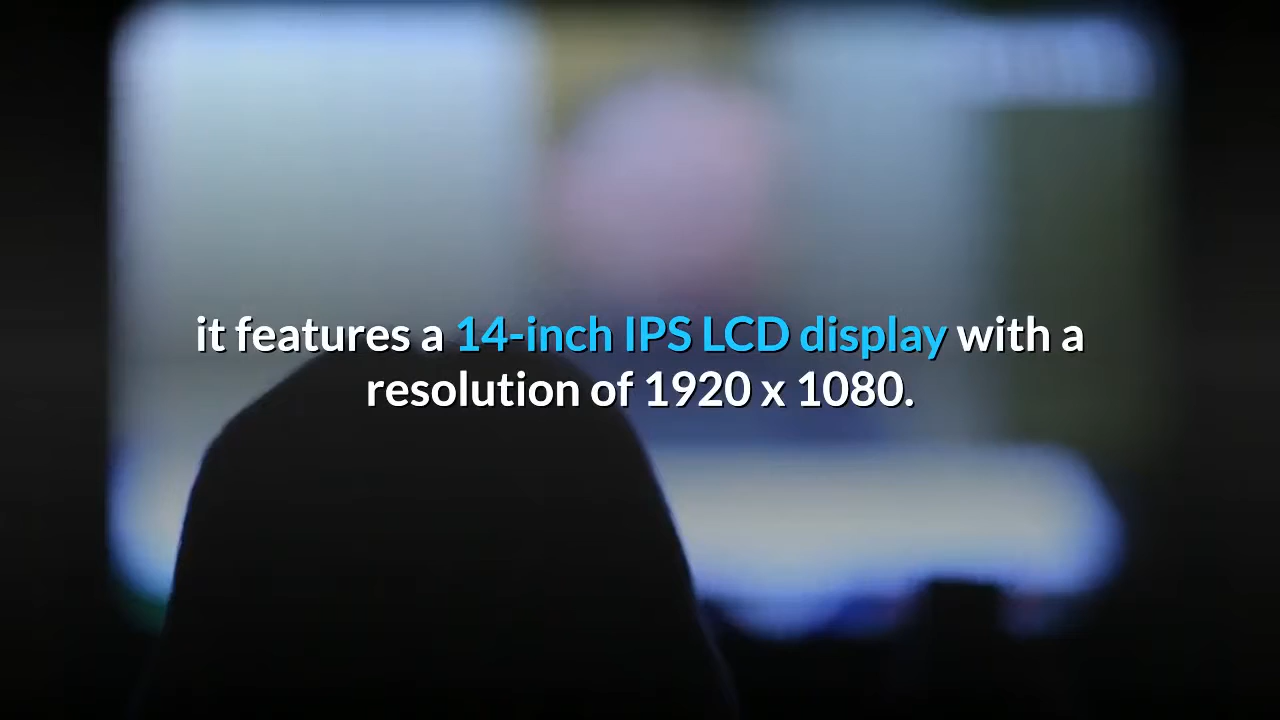 it features a 14-inch IPS LCD display with a
resolution of 1920 x 1080.